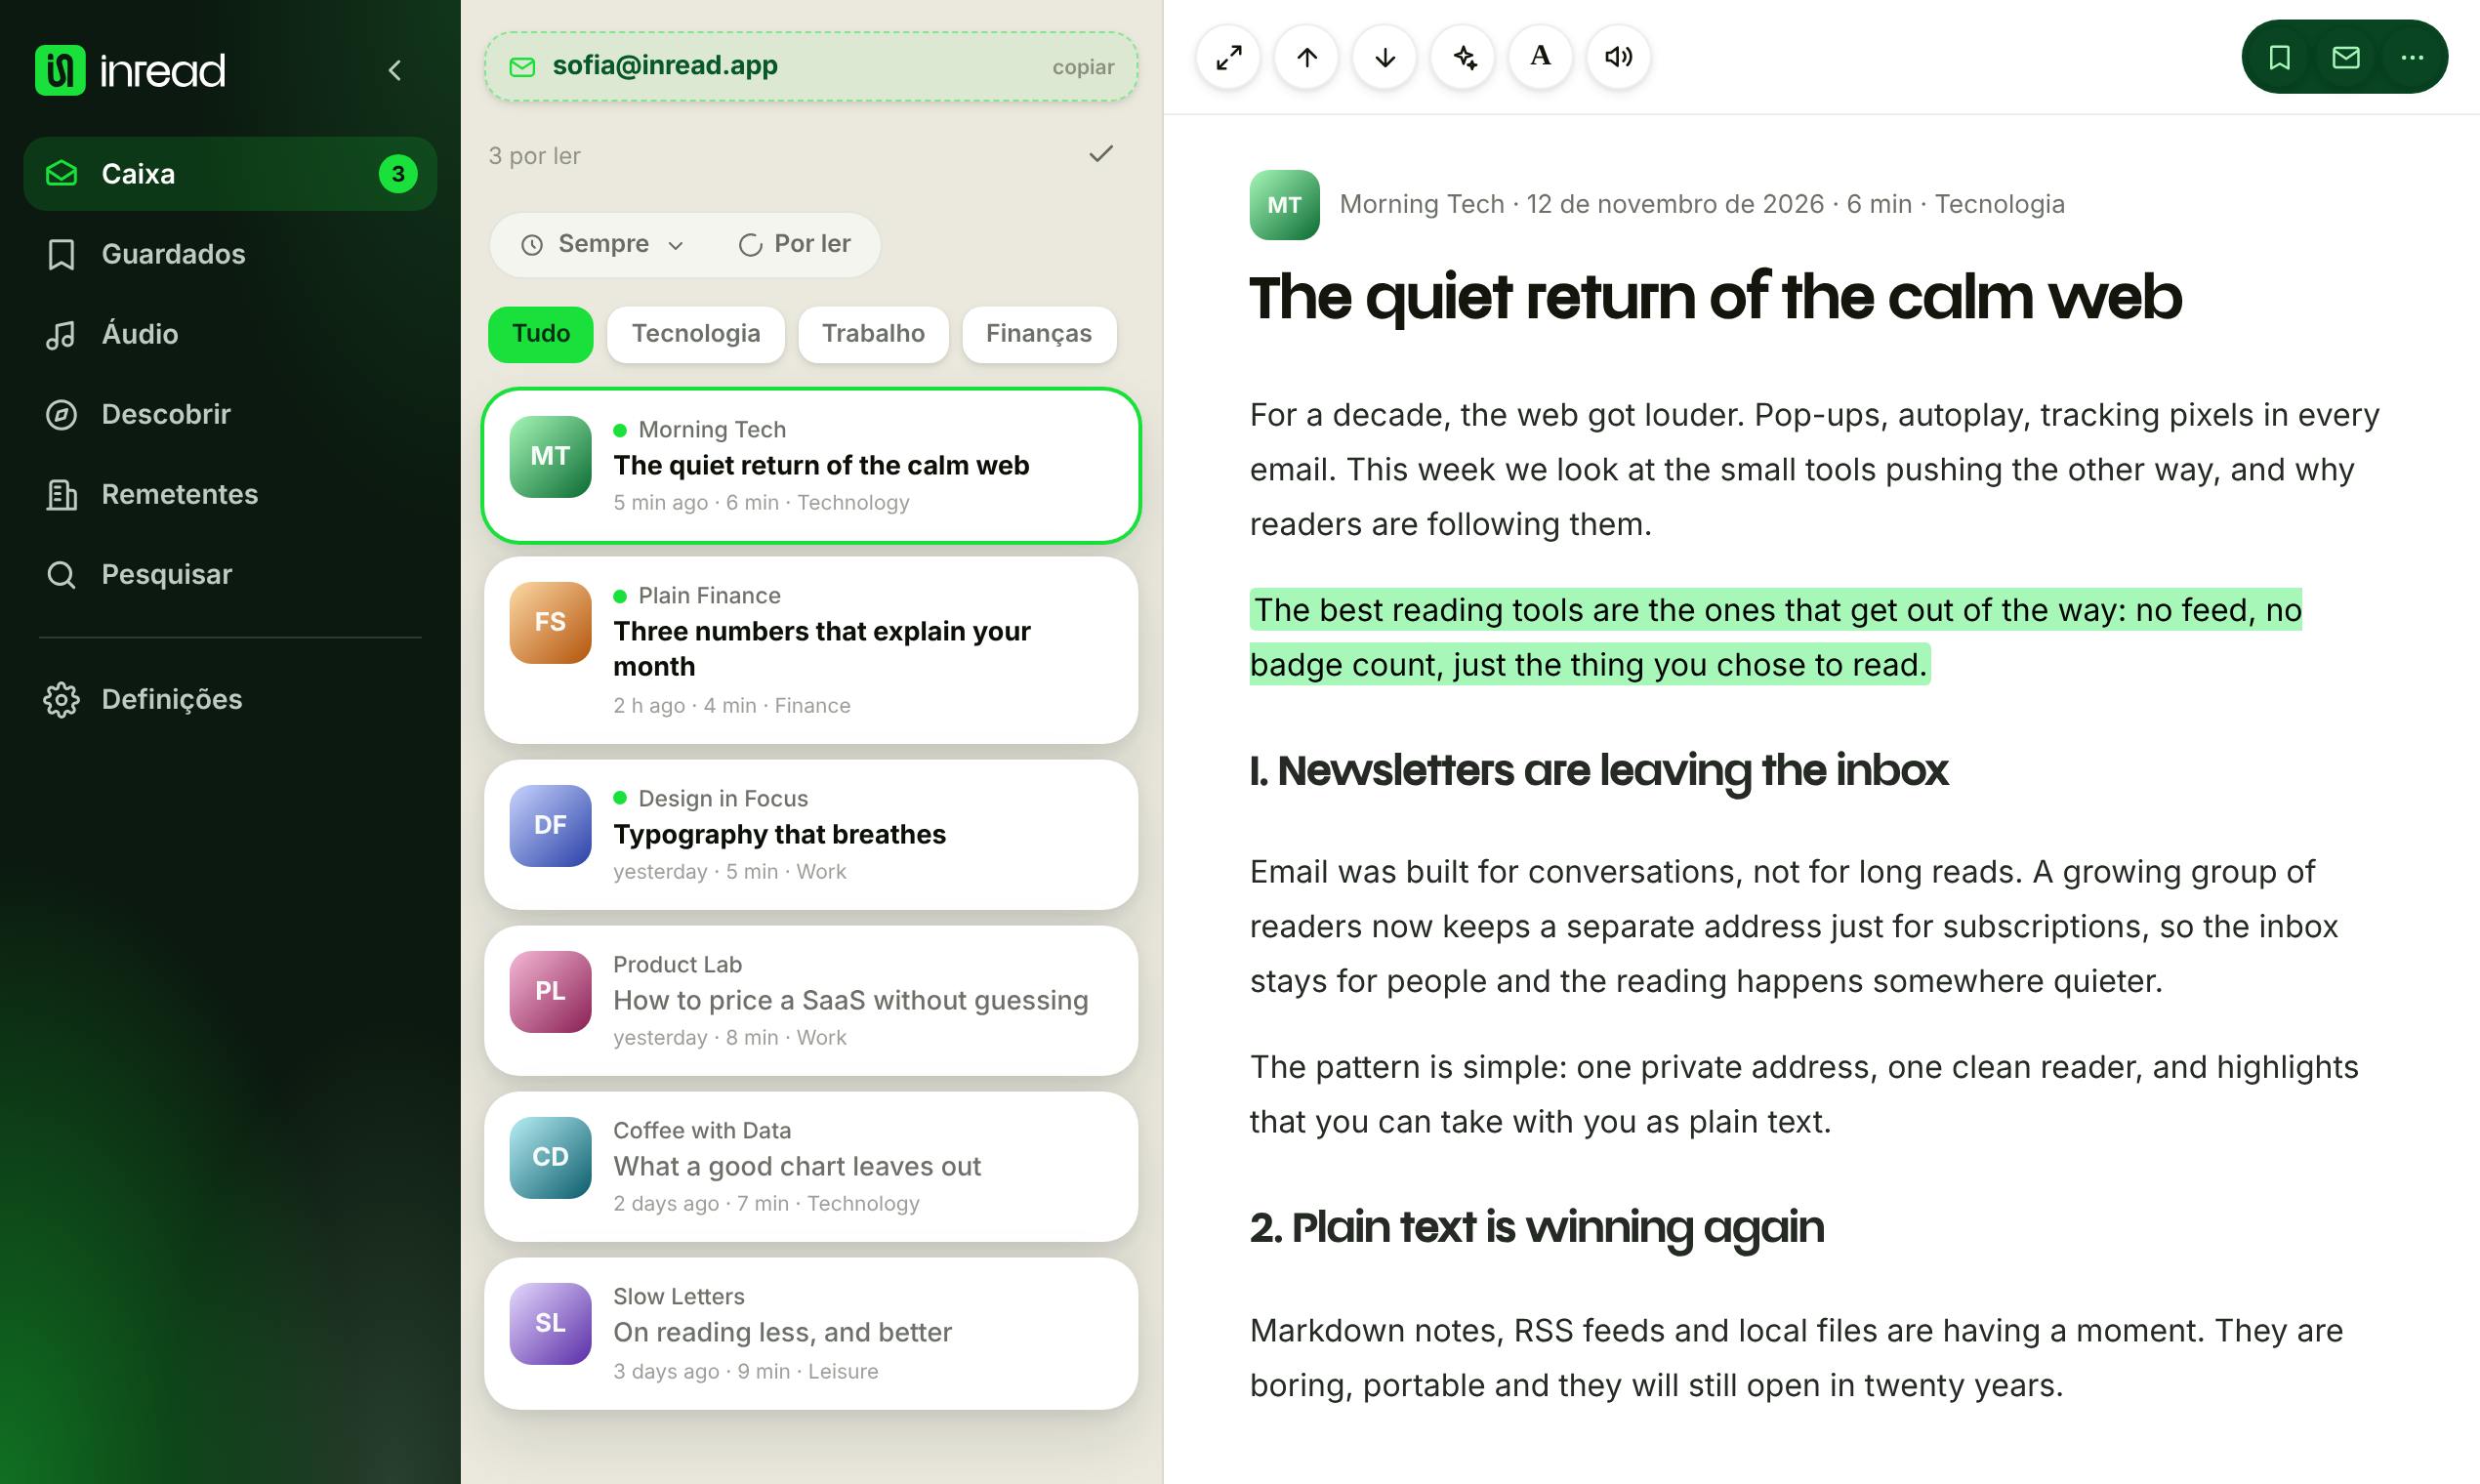 inread
Caixa
3
Guardados
Áudio
Descobrir
Remetentes
Pesquisar
Definições
sofia@inread.app
copiar
3 por ler
Sempre
Por ler
Tudo
Tecnologia
Trabalho
Finanças
MT
Morning Tech
The quiet return of the calm web
5 min ago · 6 min · Technology
FS
Plain Finance
Three numbers that explain your
month
2 h ago · 4 min · Finance
DF
Design in Focus
Typography that breathes
yesterday · 5 min · Work
PL
Product Lab
How to price a SaaS without guessing
yesterday · 8 min · Work
CD
Coffee with Data
What a good chart leaves out
2 days ago · 7 min · Technology
SL
Slow Letters
On reading less, and better
3 days ago · 9 min · Leisure
A
MT
Morning Tech · 12 de novembro de 2026 · 6 min · Tecnologia
The quiet return of the calm web
For a decade, the web got louder. Pop-ups, autoplay, tracking pixels in every
email. This week we look at the small tools pushing the other way, and why
readers are following them.
The best reading tools are the ones that get out of the way: no feed, no
badge count, just the thing you chose to read.
1. Newsletters are leaving the inbox
Email was built for conversations, not for long reads. A growing group of
readers now keeps a separate address just for subscriptions, so the inbox
stays for people and the reading happens somewhere quieter.
The pattern is simple: one private address, one clean reader, and highlights
that you can take with you as plain text.
2. Plain text is winning again
Markdown notes, RSS feeds and local files are having a moment. They are
boring, portable and they will still open in twenty years.